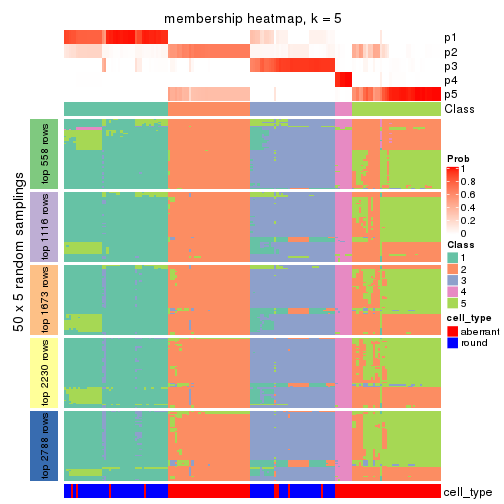 membership heatmap, k = 5
p1
p2
p3
p4
p5
Class
50 x 5 random samplings
top 558 rows
top 1116 rows
top 1673 rows
top 2230 rows
top 2788 rows
cell_type
Prob
1
0.8
0.6
0.4
0.2
0
Class
1
2
3
4
5
cell_type
aberrant
round